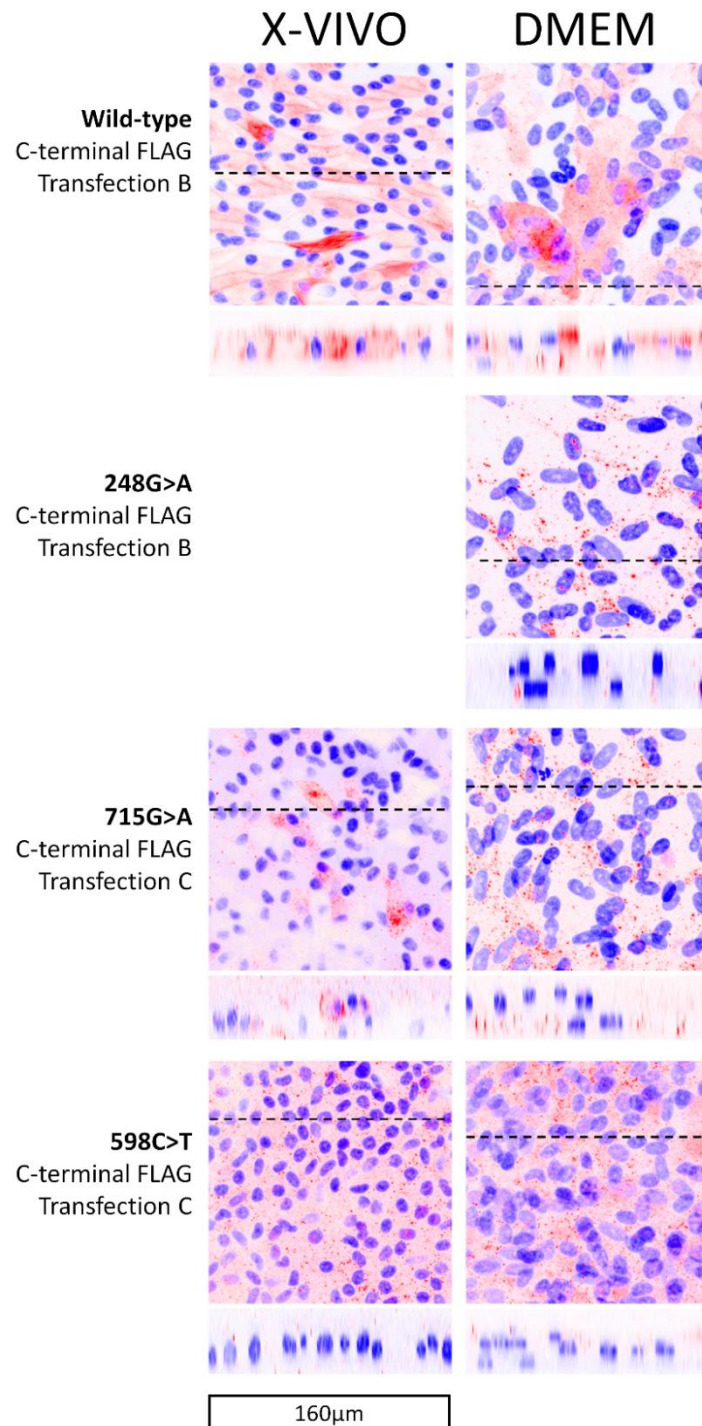 X-VIVO DMEM
Wild-type
C-terminal FLAG
Transfection B
248G>A
C-terminal FLAG
Transfection B
715G>A
C-terminal FLAG
Transfection C
598C>T
C-terminal FLAG
Transfection C
160µm